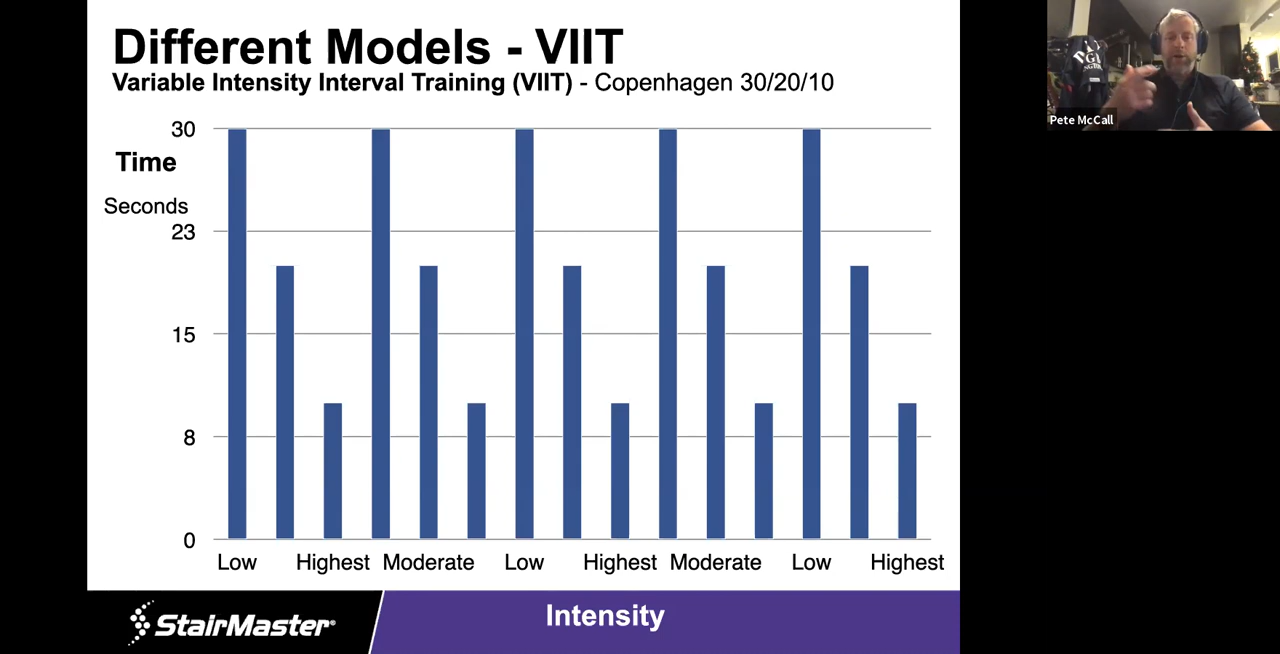 Different Models - VIIT
Variable Intensity Interval Training (VIIT) - Copenhagen 30/20/10
30
Time
Seconds
23
15
8
0
Low Highest Moderate Low Highest Moderate Low Highest
StairMaster®
Intensity
Pete McCall